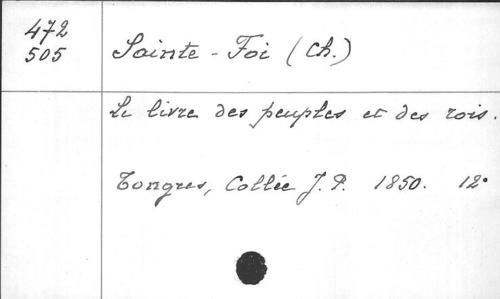 472
505
Sainte-Foi (Ch.)
Le livre des peuples et des rois.
Tongres, Collée J. P. 1850. 12°